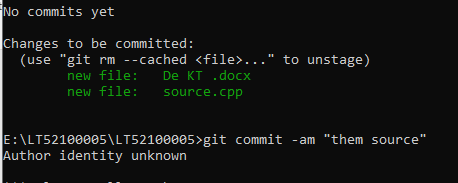 No commits yet
Changes to be committed:
(use "git rm --cached <file>..." to unstage)
new file: De KT .docx
new file: source.cpp
E:\LT52100005\LT52100005>git commit -am "them source"
Author identity unknown